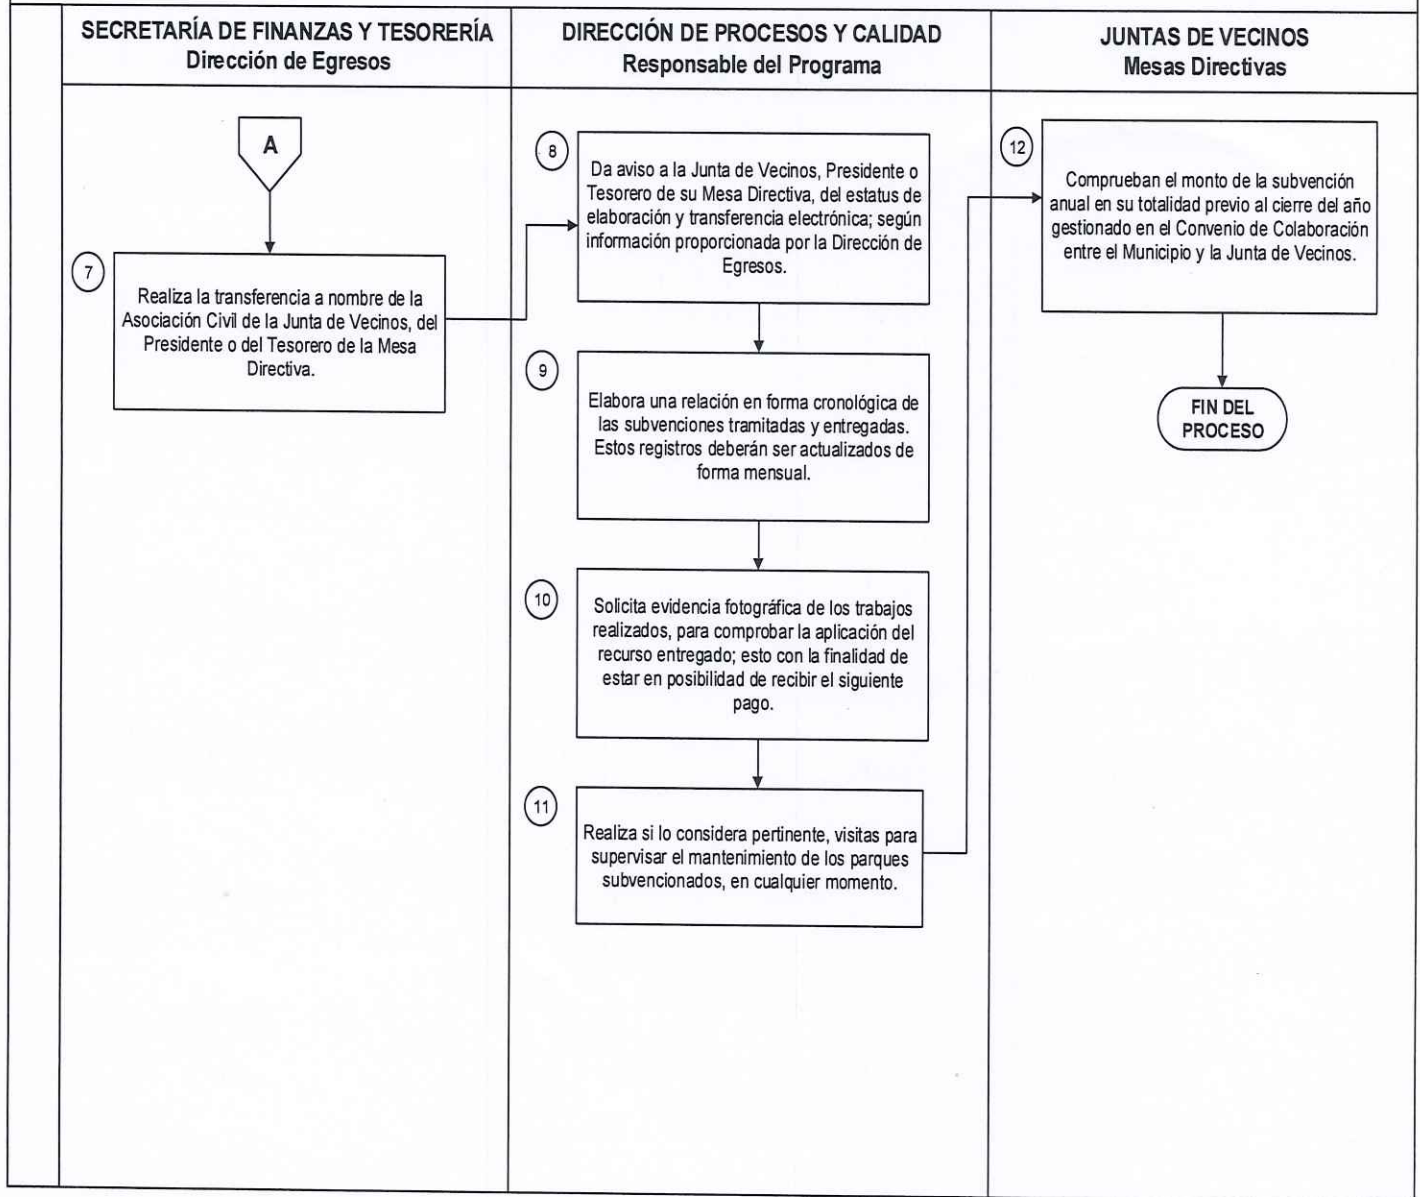 SECRETARÍA DE FINANZAS Y TESORERÍA
Dirección de Egresos
DIRECCIÓN DE PROCESOS Y CALIDAD
Responsable del Programa
JUNTAS DE VECINOS
Mesas Directivas
A
7
Realiza la transferencia a nombre de la
Asociación Civil de la Junta de Vecinos, del
Presidente o del Tesorero de la Mesa
Directiva.
8
Da aviso a la Junta de Vecinos, Presidente o
Tesorero de su Mesa Directiva, del estatus de
elaboración y transferencia electrónica; según
información proporcionada por la Dirección de
Egresos.
9
Elabora una relación en forma cronológica de
las subvenciones tramitadas y entregadas.
Estos registros deberán ser actualizados de
forma mensual.
10
Solicita evidencia fotográfica de los trabajos
realizados, para comprobar la aplicación del
recurso entregado; esto con la finalidad de
estar en posibilidad de recibir el siguiente
pago.
11
Realiza si lo considera pertinente, visitas para
supervisar el mantenimiento de los parques
subvencionados, en cualquier momento.
12
Comprueban el monto de la subvención
anual en su totalidad previo al cierre del año
gestionado en el Convenio de Colaboración
entre el Municipio y la Junta de Vecinos.
FIN DEL
PROCESO